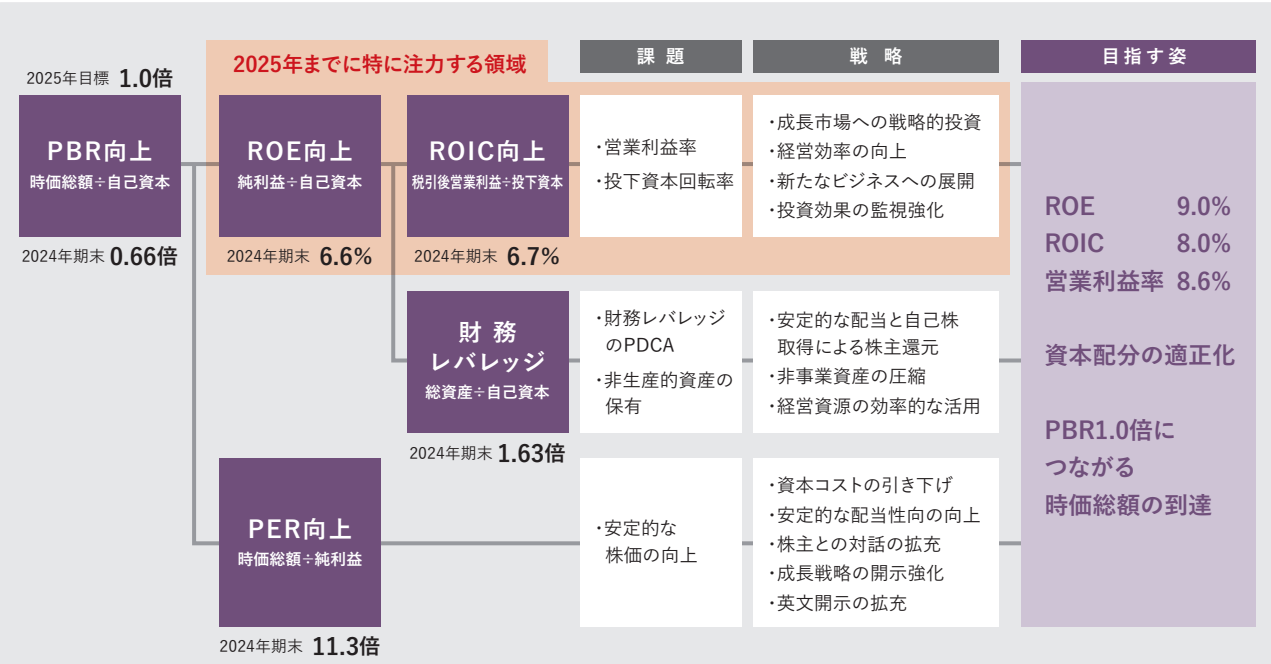 2025年までに特に注力する領域
課題
戦略
目指す姿
2025年目標 1.0倍
PBR向上
時価総額÷自己資本
2024年期末 0.66倍
ROE向上
純利益÷自己資本
2024年期末 6.6%
ROIC向上
税引後営業利益÷投下資本
2024年期末 6.7%
・営業利益率
・投下資本回転率
・成長市場への戦略的投資
・経営効率の向上
・新たなビジネスへの展開
・投資効果の監視強化
財務
レバレッジ
総資産÷自己資本
2024年期末 1.63倍
・財務レバレッジ
のPDCA
・非生産的資産の
保有
・安定的な配当と自己株
取得による株主還元
・非事業資産の圧縮
・経営資源の効率的な活用
PER向上
時価総額÷純利益
2024年期末 11.3倍
・安定的な
株価の向上
・資本コストの引き下げ
・安定的な配当性向の向上
・株主との対話の拡充
・成長戦略の開示強化
・英文開示の拡充
ROE 9.0%
ROIC 8.0%
営業利益率 8.6%
資本配分の適正化
PBR1.0倍に
つながる
時価総額の到達